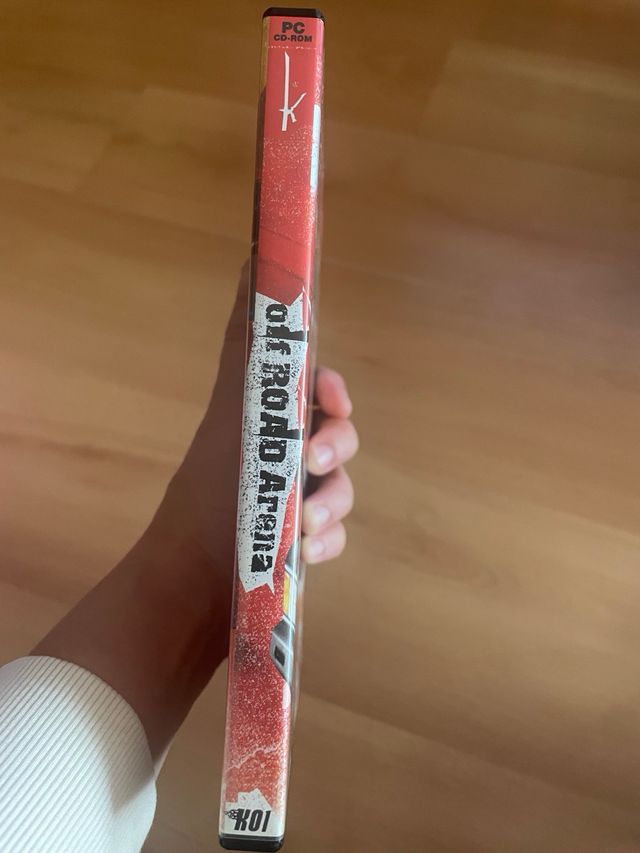 PC
CD-ROM
off ROAD Arena
KOI